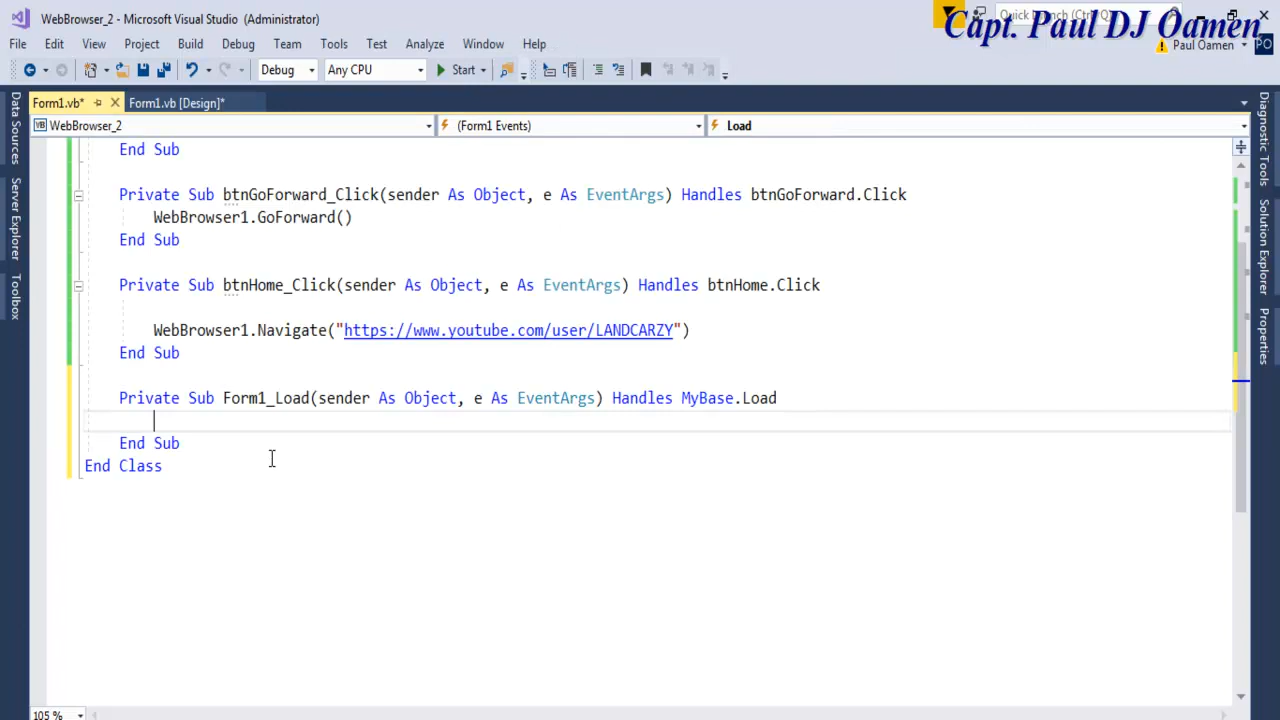 WebBrowser_2 - Microsoft Visual Studio (Administrator)
Quick Launch (Ctrl+Q)
Capt. Paul DJ Oamen
File Edit View Project Build Debug Team Tools Test Analyze Window Help
Paul Oamen PO
Debug Any CPU Start
Form1.vb* Form1.vb [Design]*
WebBrowser_2 (Form1 Events) Load
Data Sources
Server Explorer
Toolbox
End Sub
Private Sub btnGoForward_Click(sender As Object, e As EventArgs) Handles btnGoForward.Click
WebBrowser1.GoForward()
End Sub
Private Sub btnHome_Click(sender As Object, e As EventArgs) Handles btnHome.Click
WebBrowser1.Navigate("https://www.youtube.com/user/LANDCARZY")
End Sub
Private Sub Form1_Load(sender As Object, e As EventArgs) Handles MyBase.Load
End Sub
End Class
Diagnostic Tools
Solution Explorer
Properties
105 %